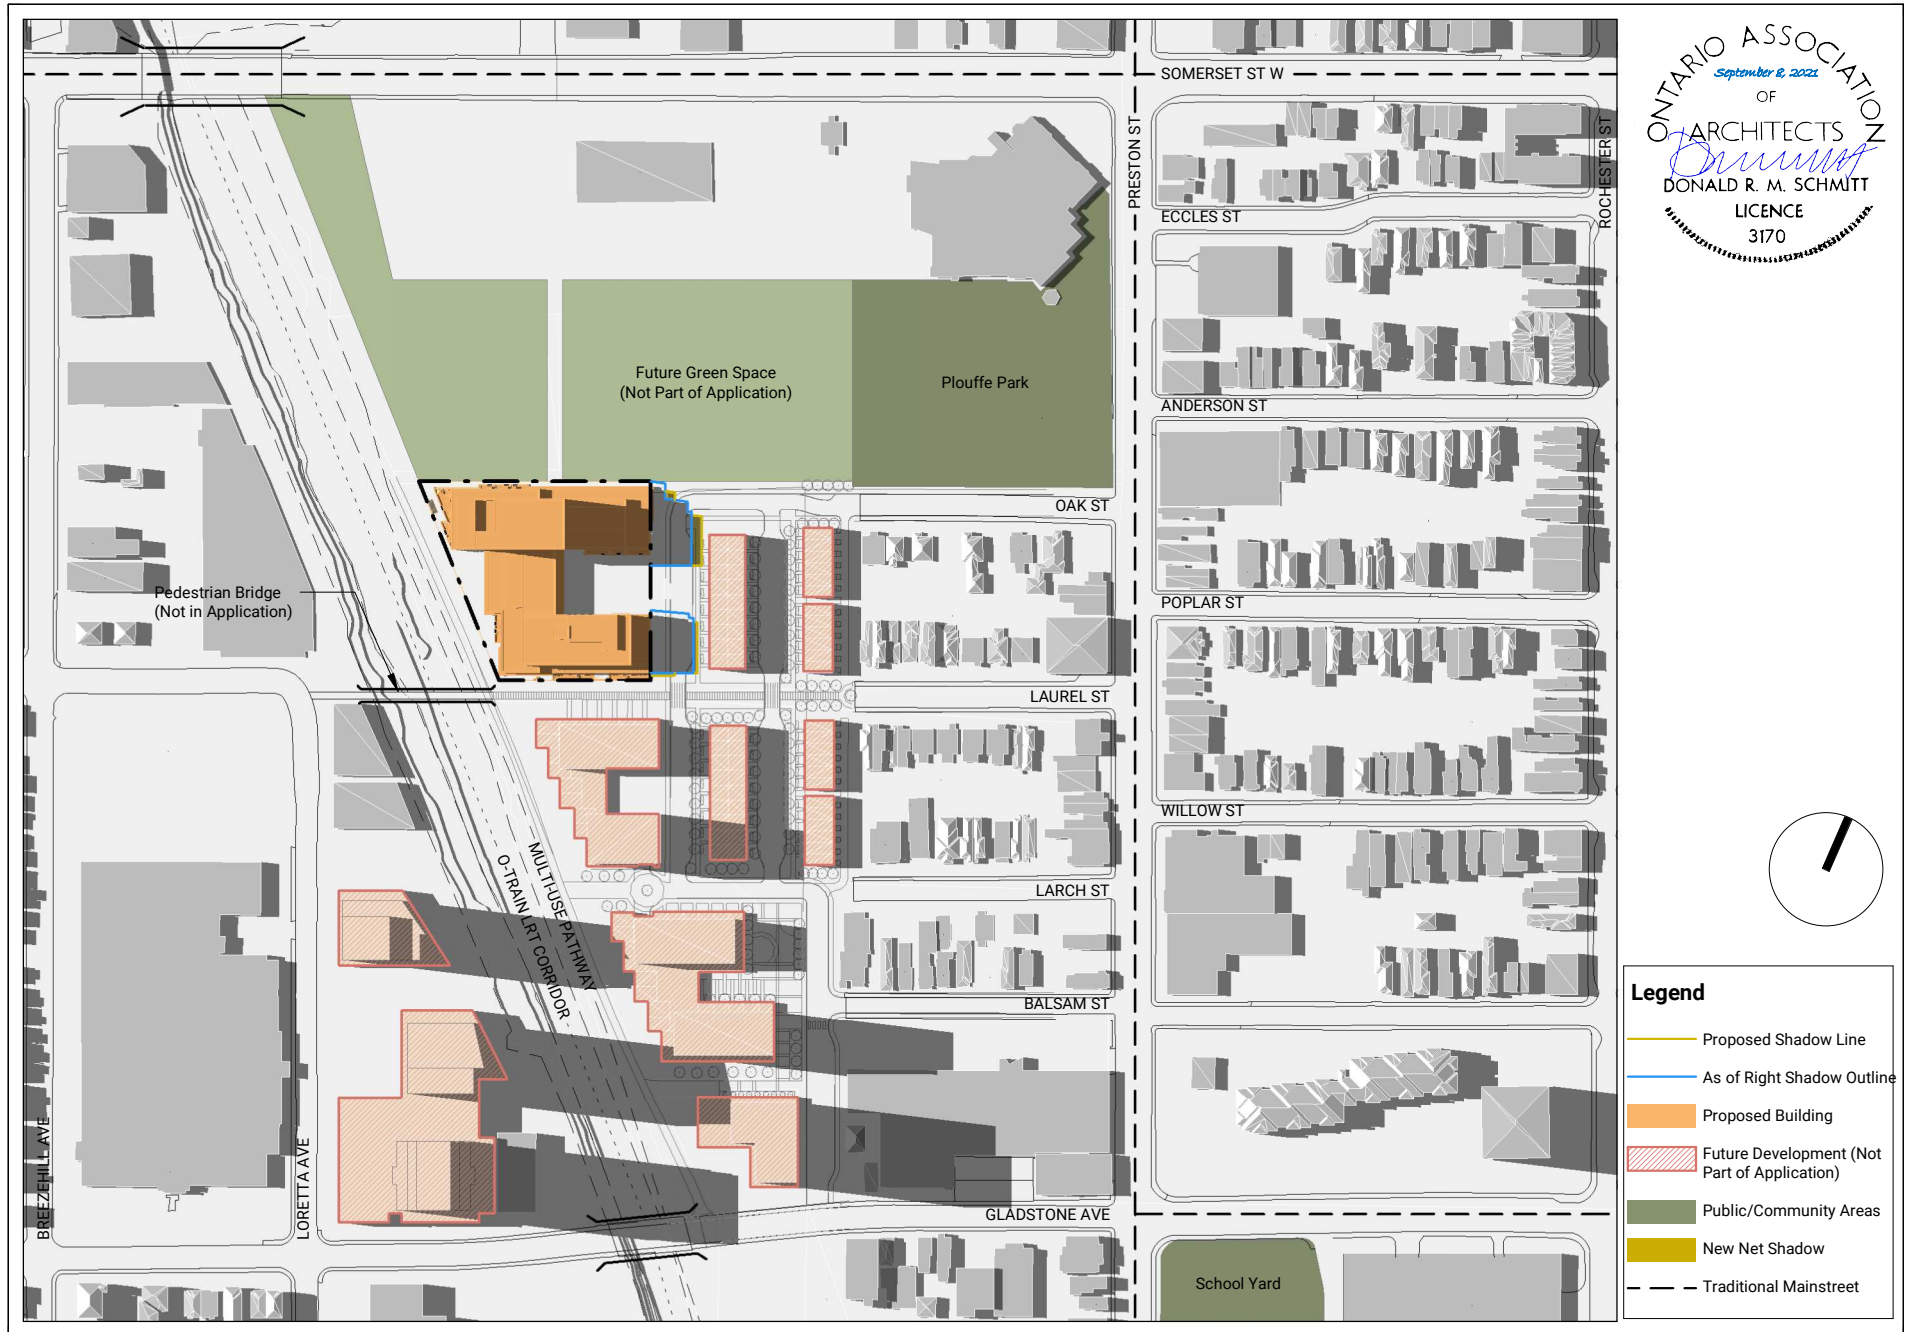 SOMERSET ST W
PRESTON ST
ROCHESTER ST
ECCLES ST
ONTARIO ASSOCIATION
September 8, 2021
OF
ARCHITECTS
DONALD R. M. SCHMITT
LICENCE
3170
Future Green Space
(Not Part of Application)
Plouffe Park
ANDERSON ST
OAK ST
Pedestrian Bridge
(Not in Application)
POPLAR ST
LAUREL ST
WILLOW ST
MULTI-USE PATHWAY
O-TRAIN LRT CORRIDOR
LARCH ST
BALSAM ST
BREEZEHILL AVE
LORETTA AVE
GLADSTONE AVE
School Yard
Legend
Proposed Shadow Line
As of Right Shadow Outline
Proposed Building
Future Development (Not
Part of Application)
Public/Community Areas
New Net Shadow
Traditional Mainstreet